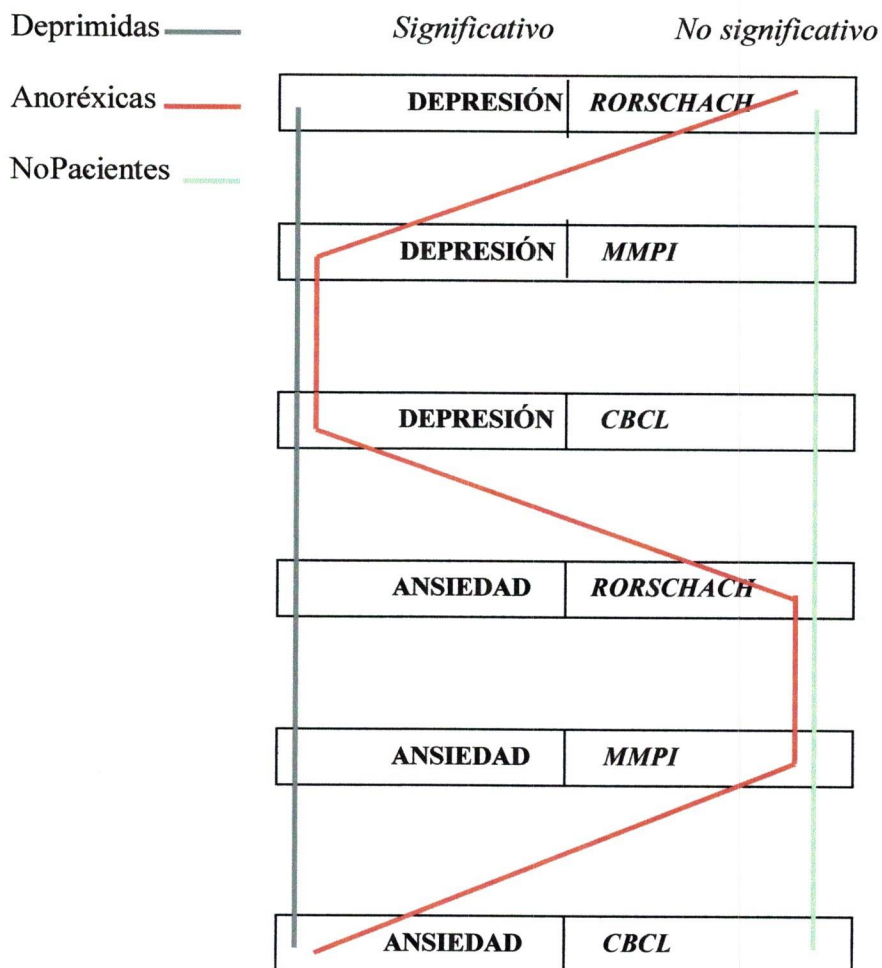 Deprimidas Significativo No significativo
Anoréxicas DEPRESIÓN RORSCHACH
NoPacientes
DEPRESIÓN MMPI
DEPRESIÓN CBCL
ANSIEDAD RORSCHACH
ANSIEDAD MMPI
ANSIEDAD CBCL